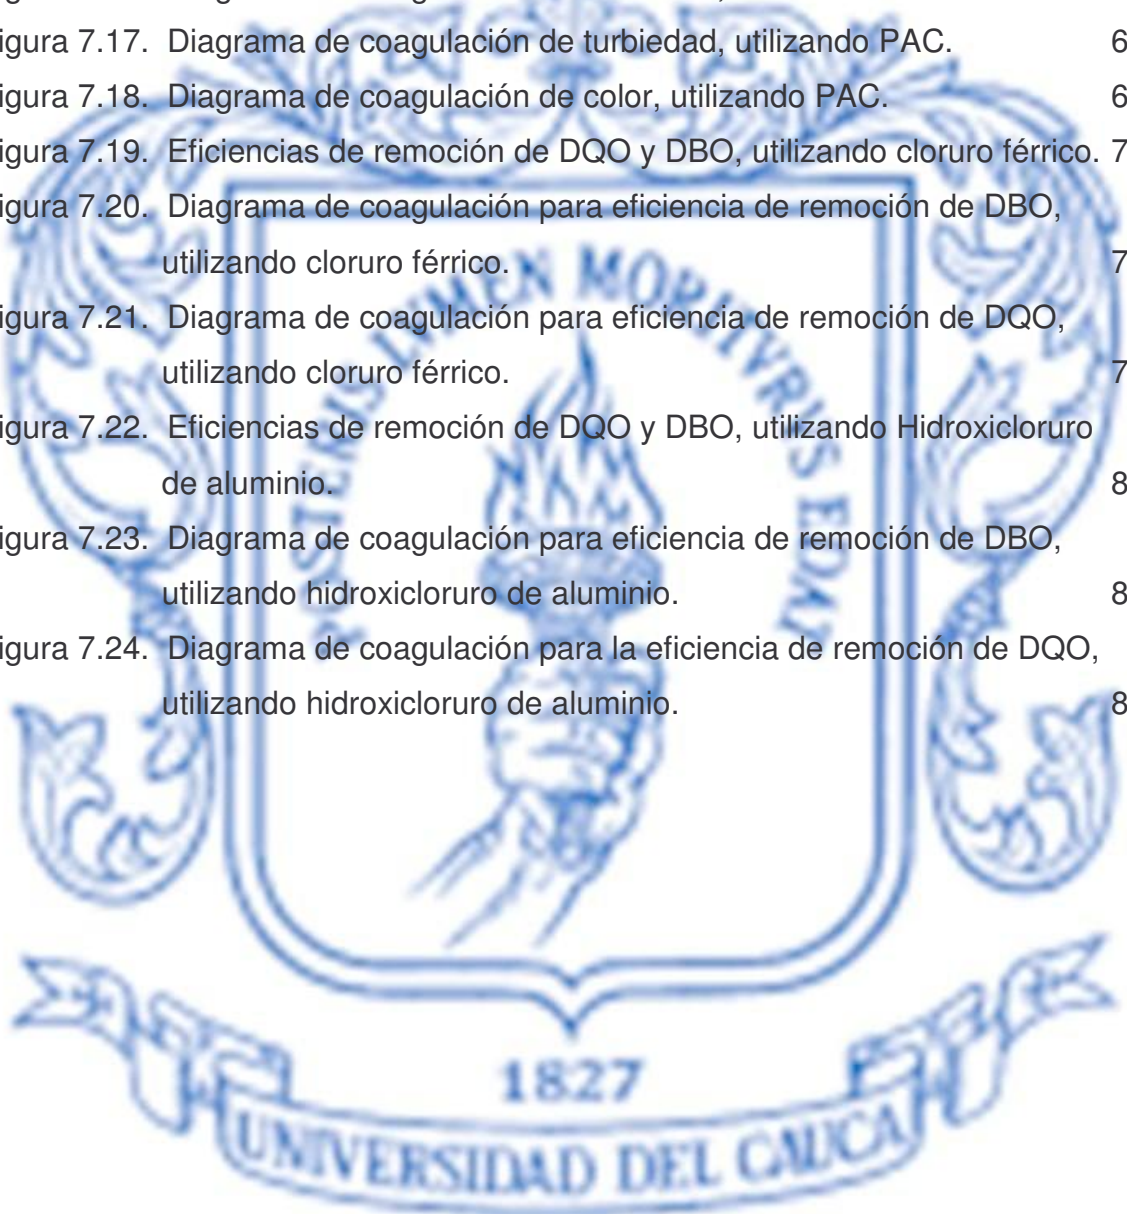 igura 7.17. Diagrama de coagulación de turbiedad, utilizando PAC. 6
igura 7.18. Diagrama de coagulación de color, utilizando PAC. 6
igura 7.19. Eficiencias de remoción de DQO y DBO, utilizando cloruro férrico. 7
igura 7.20. Diagrama de coagulación para eficiencia de remoción de DBO,
utilizando cloruro férrico. 7
igura 7.21. Diagrama de coagulación para eficiencia de remoción de DQO,
utilizando cloruro férrico. 7
igura 7.22. Eficiencias de remoción de DQO y DBO, utilizando Hidroxicloruro
de aluminio. 8
igura 7.23. Diagrama de coagulación para eficiencia de remoción de DBO,
utilizando hidroxicloruro de aluminio. 8
igura 7.24. Diagrama de coagulación para la eficiencia de remoción de DQO,
utilizando hidroxicloruro de aluminio. 8
POSTERIS LVMEN MORITVRVS EDAT
1827
UNIVERSIDAD DEL CAUCA